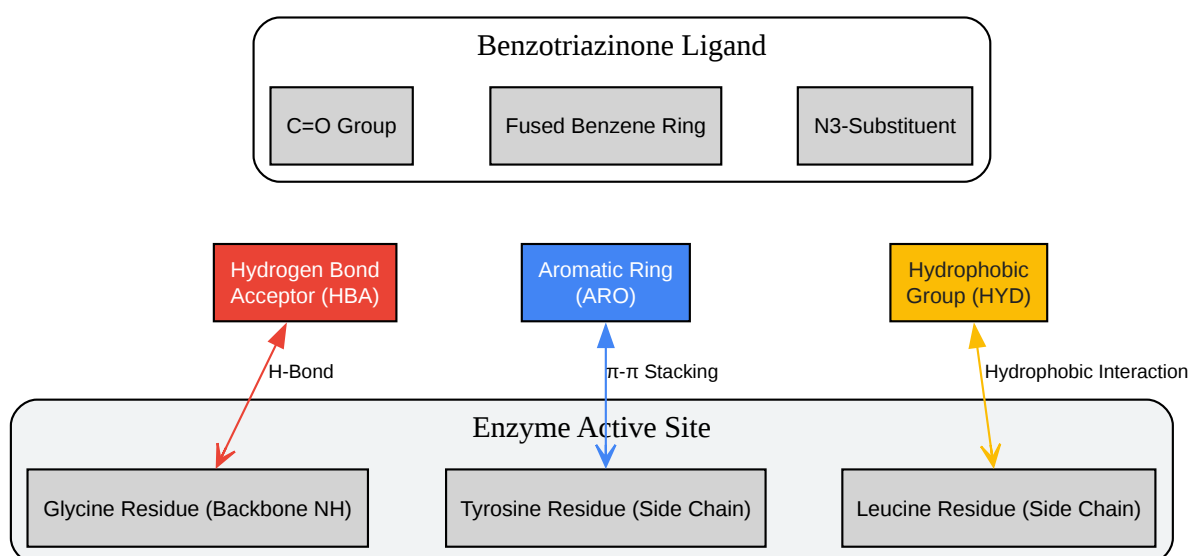 Benzotriazinone Ligand
C=O Group
Fused Benzene Ring
N3-Substituent
Hydrogen Bond
Acceptor (HBA)
Aromatic Ring
(ARO)
Hydrophobic
Group (HYD)
H-Bond
π-π Stacking
Hydrophobic Interaction
Enzyme Active Site
Glycine Residue (Backbone NH)
Tyrosine Residue (Side Chain)
Leucine Residue (Side Chain)